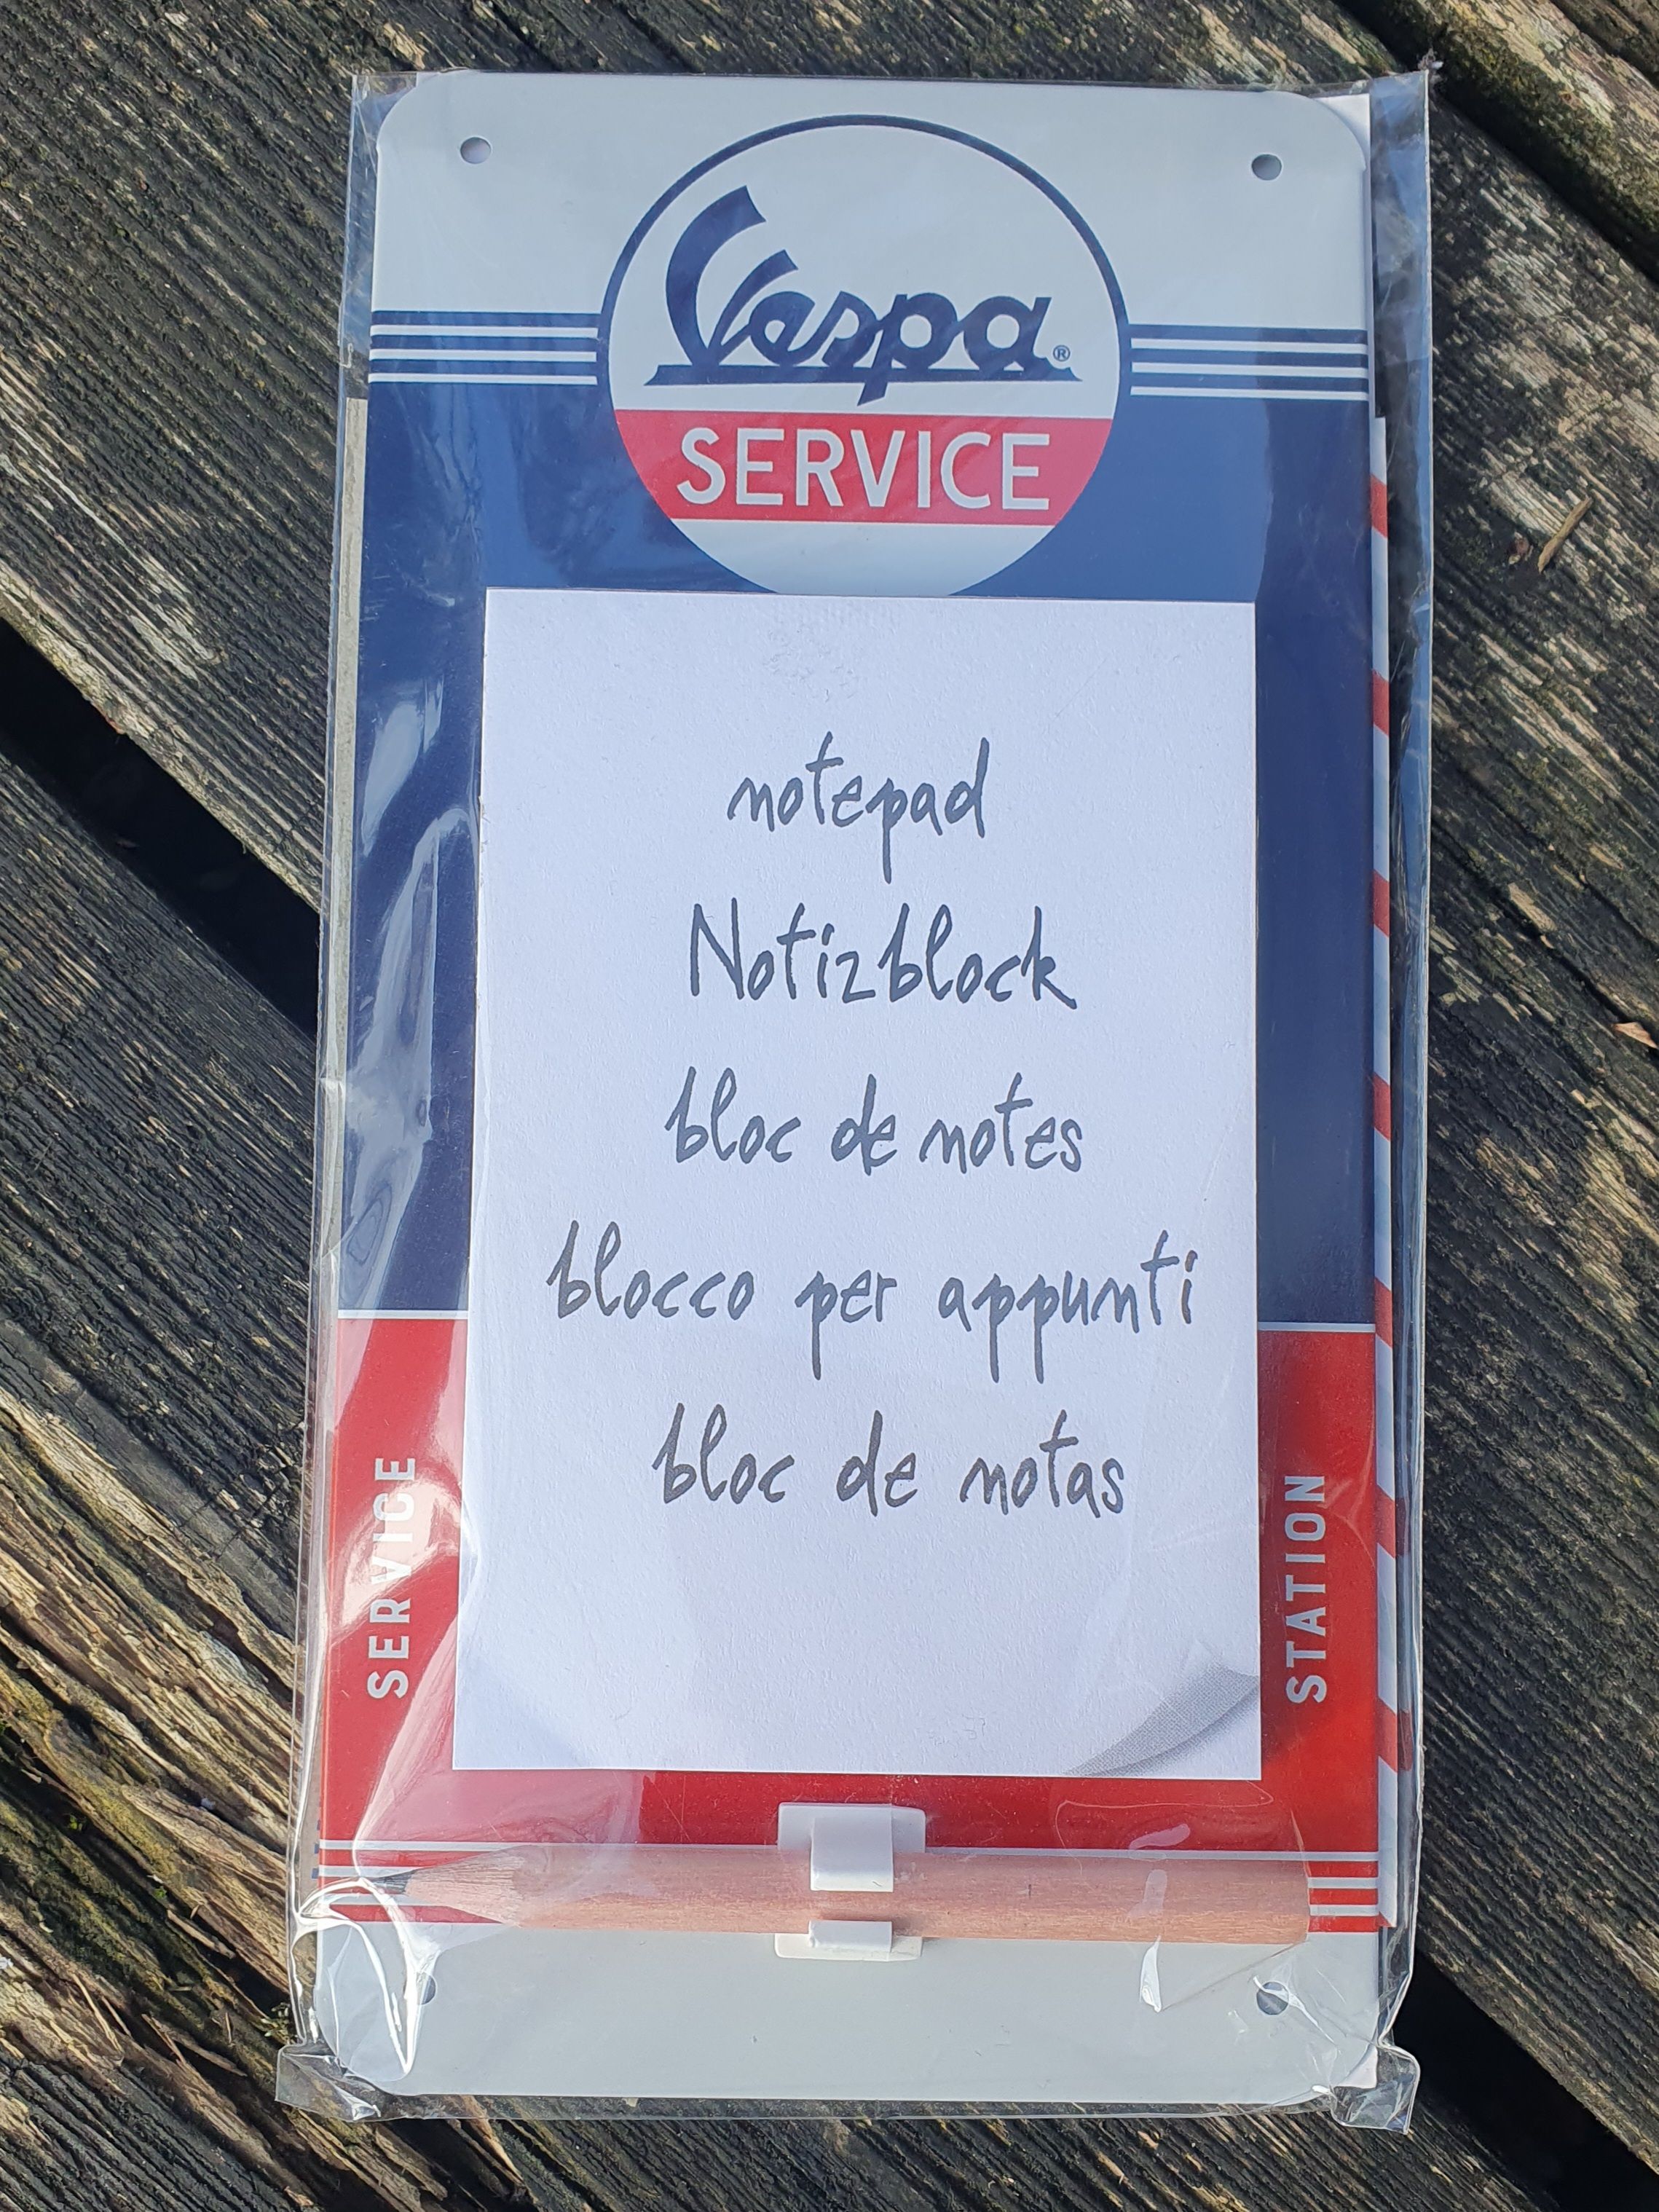 Vespa®
SERVICE
notepad
Notizblock
bloc de notes
blocco per appunti
bloc de notas
SERVICE
STATION